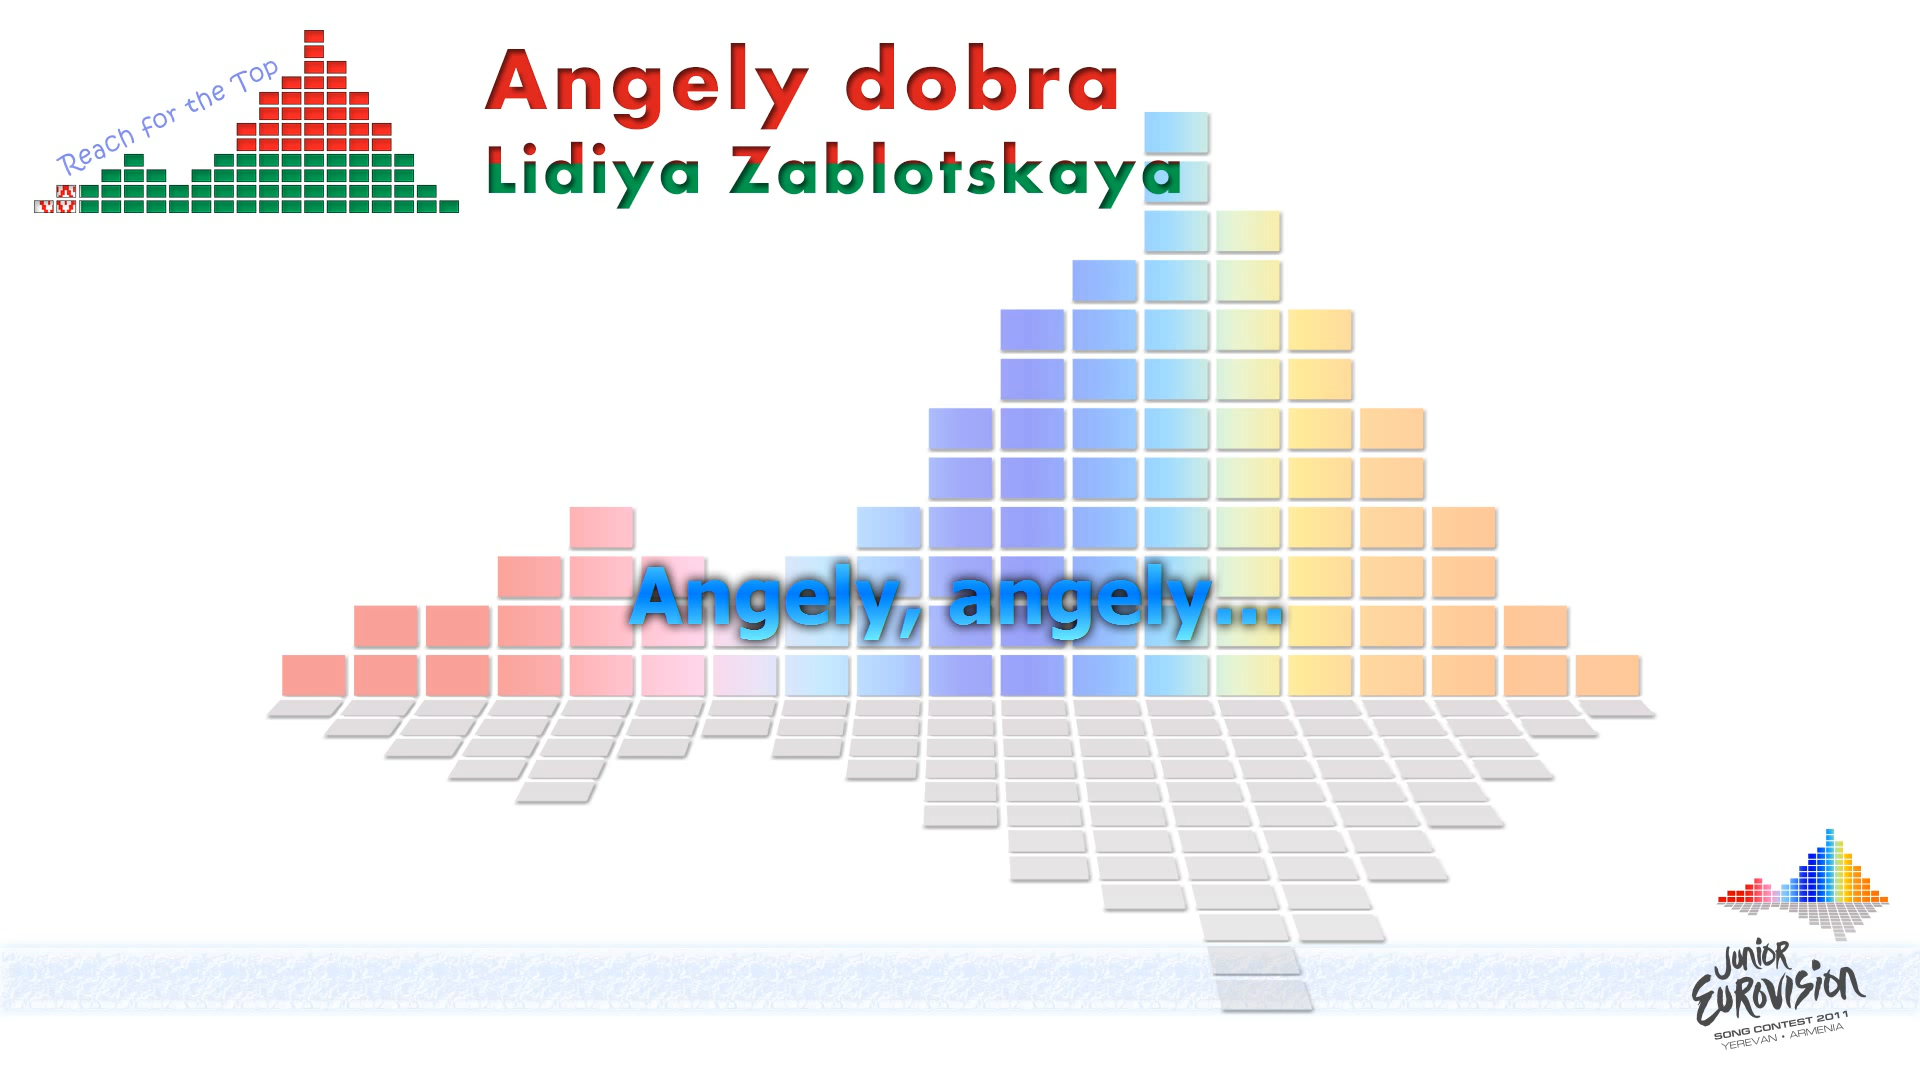 Reach for the Top
Angely dobra
Lidiya Zablotskaya
Angely, angely...
JUNiOR
EUROViSiON
SONG CONTEST 2011
YEREVAN • ARMENIA